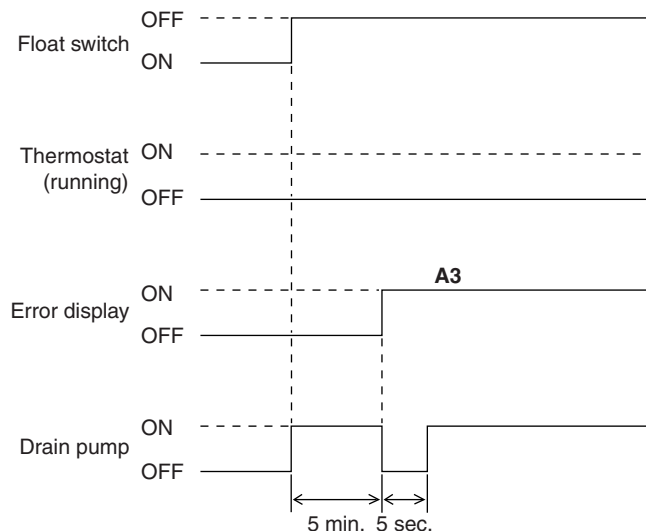 OFF
Float switch
ON
Thermostat ON
(running)
OFF
A3
ON
Error display
OFF
ON
Drain pump
OFF
5 min. 5 sec.